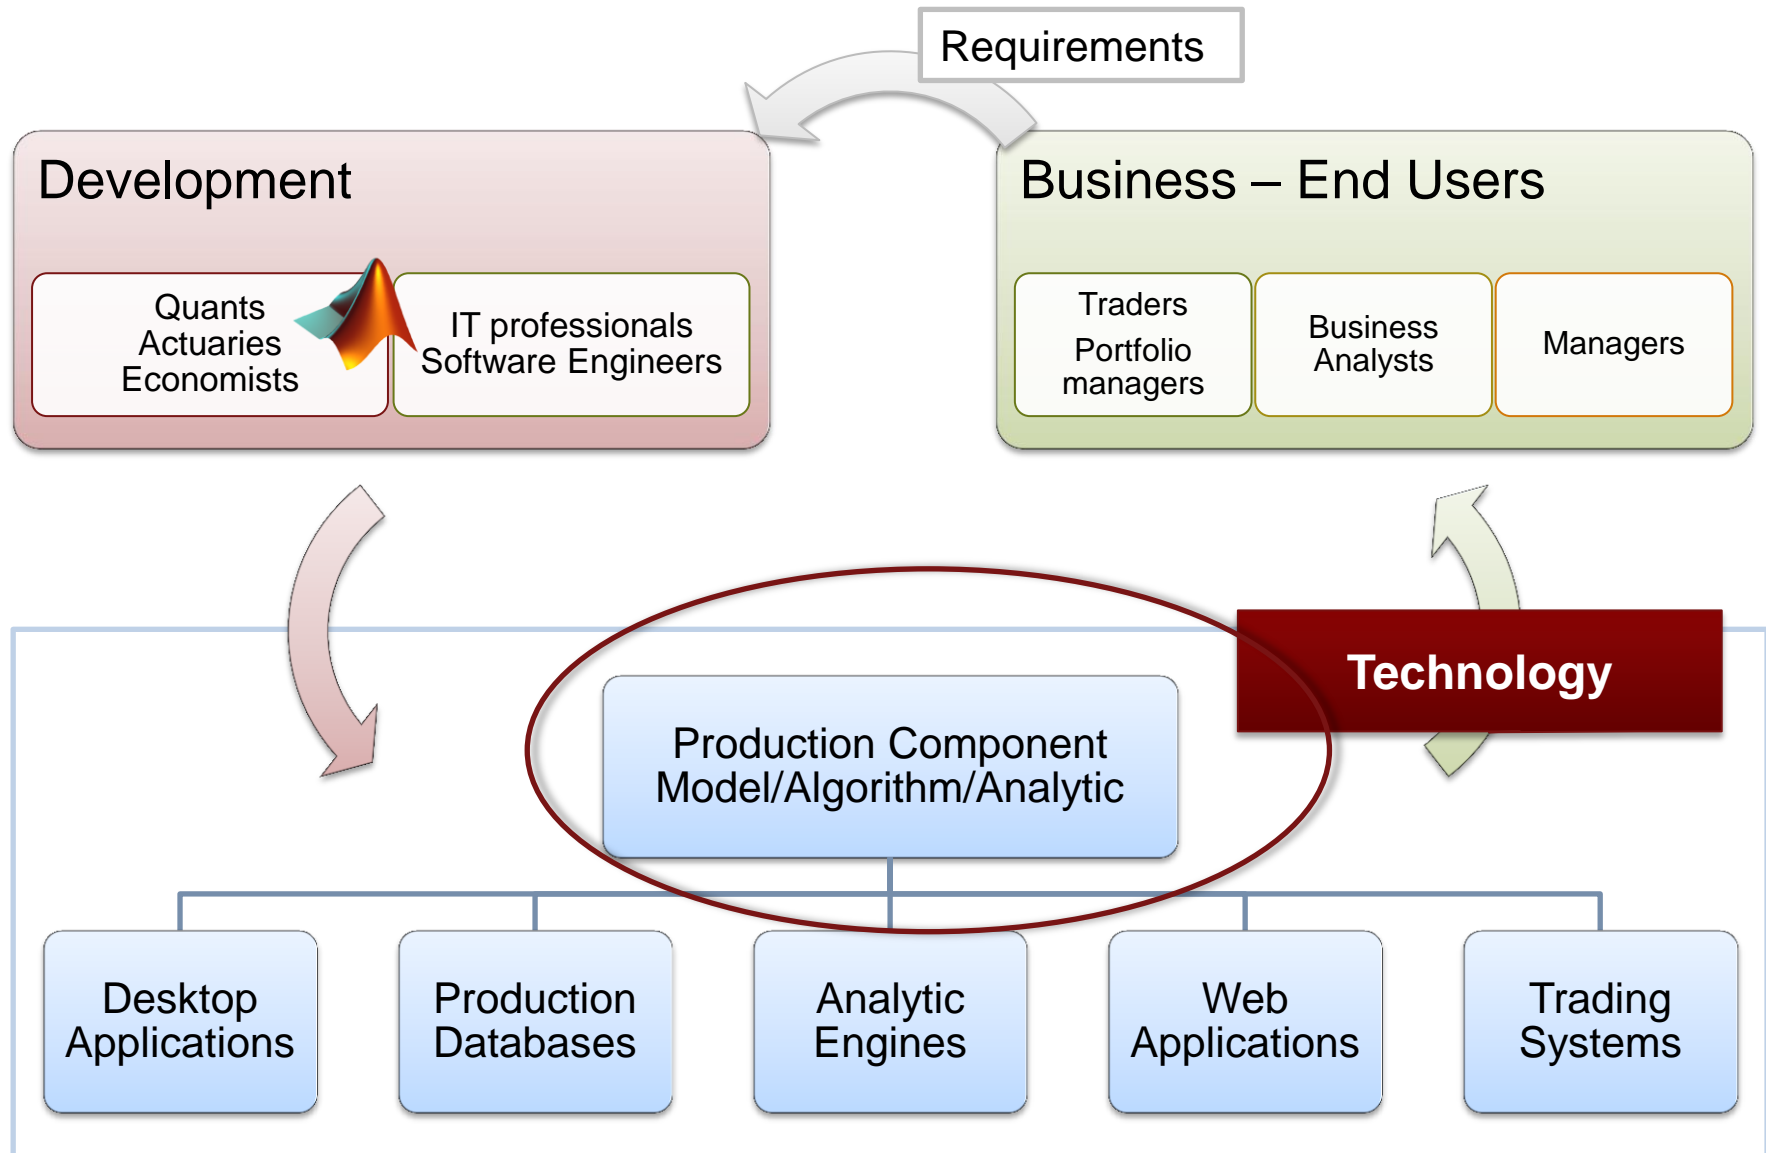 Requirements
Development
Business – End Users
Quants
Actuaries
Economists
IT professionals
Software Engineers
Traders
Portfolio
managers
Business
Analysts
Managers
Technology
Production Component
Model/Algorithm/Analytic
Desktop
Applications
Production
Databases
Analytic
Engines
Web
Applications
Trading
Systems